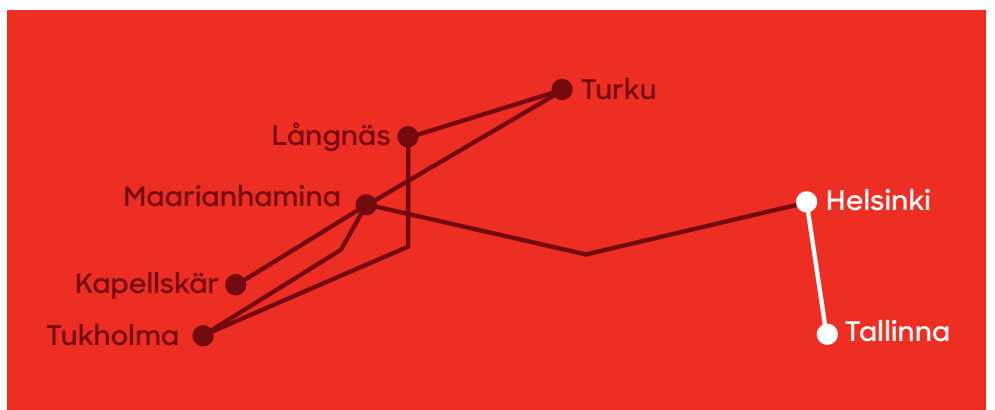 Turku
Långnäs
Maarianhamina
Helsinki
Kapellskär
Tukholma
Tallinna